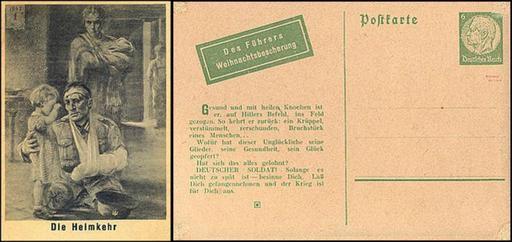 Die Heimkehr
Des Führers
Weihnachtsbescherung
Postkarte
6
Deutsches Reich
Gesund und mit heilen Knochen ist
er, auf Hitlers Befehl, ins Feld
gezogen. So kehrt er zurück: ein Krüppel,
verstümmelt, zerschunden, Bruchstück
eines Menschen...
Wofür hat dieser Unglückliche seine
Glieder, seine Gesundheit, sein Glück
geopfert?
Hat sich das alles gelohnt?
DEUTSCHER SOLDAT! Solange es
nicht zu spät ist — besinne Dich, Laß
Dich gefangennehmen und der Krieg ist
für Dich aus.